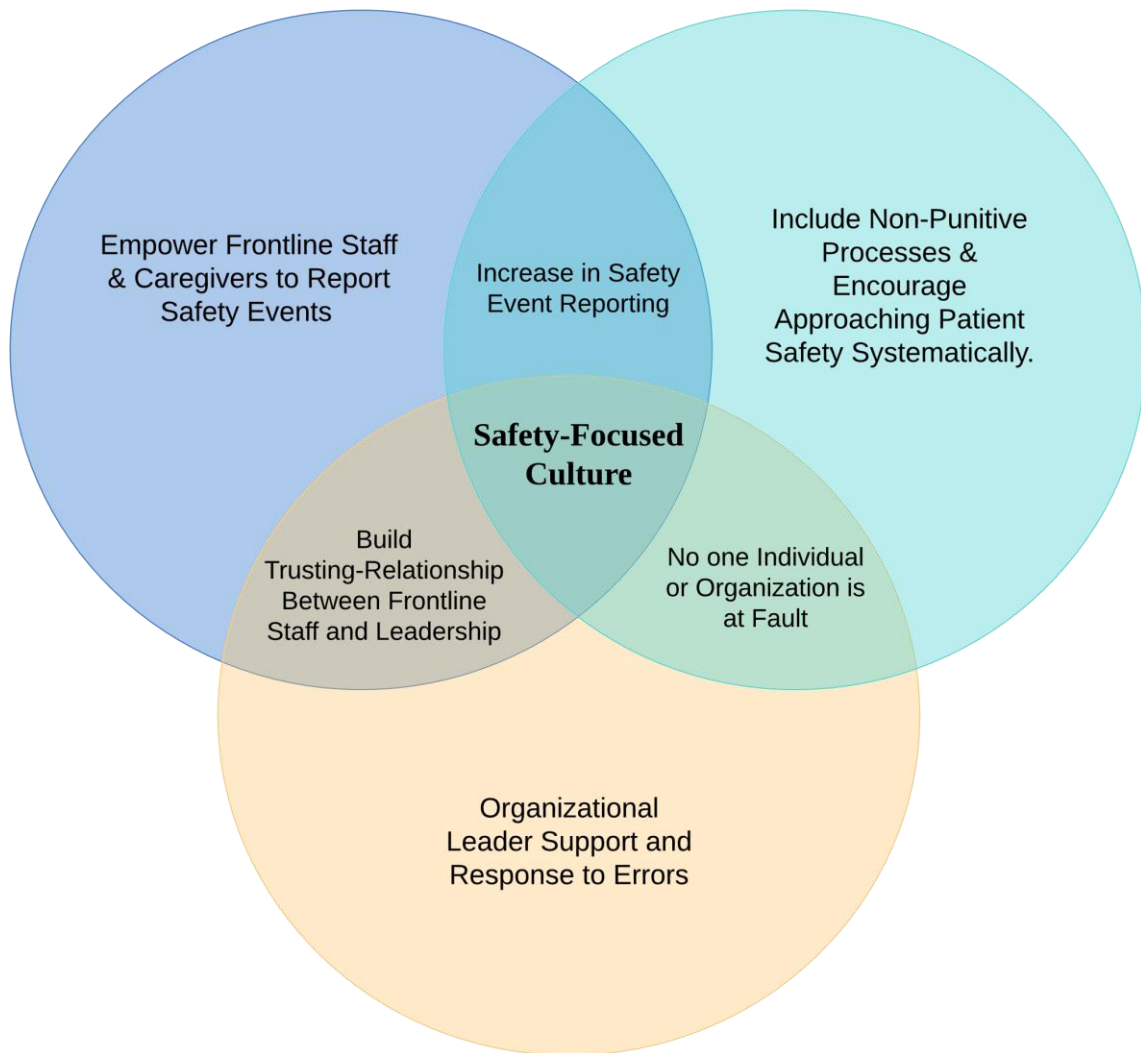 Empower Frontline Staff
& Caregivers to Report
Safety Events
Increase in Safety
Event Reporting
Include Non-Punitive
Processes &
Encourage
Approaching Patient
Safety Systematically.
Safety-Focused
Culture
Build
Trusting-Relationship
Between Frontline
Staff and Leadership
No one Individual
or Organization is
at Fault
Organizational
Leader Support and
Response to Errors